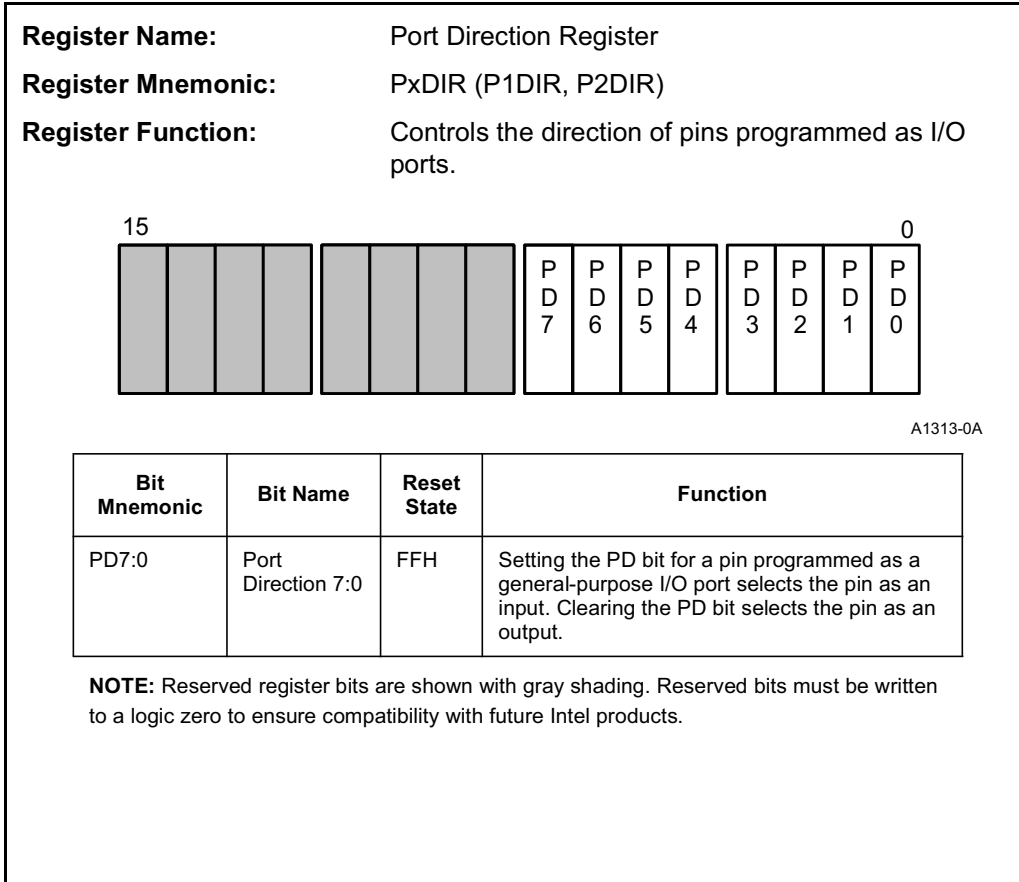 Register Name: Port Direction Register
Register Mnemonic: PxDIR (P1DIR, P2DIR)
Register Function: Controls the direction of pins programmed as I/O
ports.
15 0
P P P P P P P P
D D D D D D D D
7 6 5 4 3 2 1 0
A1313-0A
Bit Mnemonic Bit Name Reset State Function
PD7:0 Port FFH Setting the PD bit for a pin programmed as a
Direction 7:0 general-purpose I/O port selects the pin as an
input. Clearing the PD bit selects the pin as an
output.
NOTE: Reserved register bits are shown with gray shading. Reserved bits must be written
to a logic zero to ensure compatibility with future Intel products.